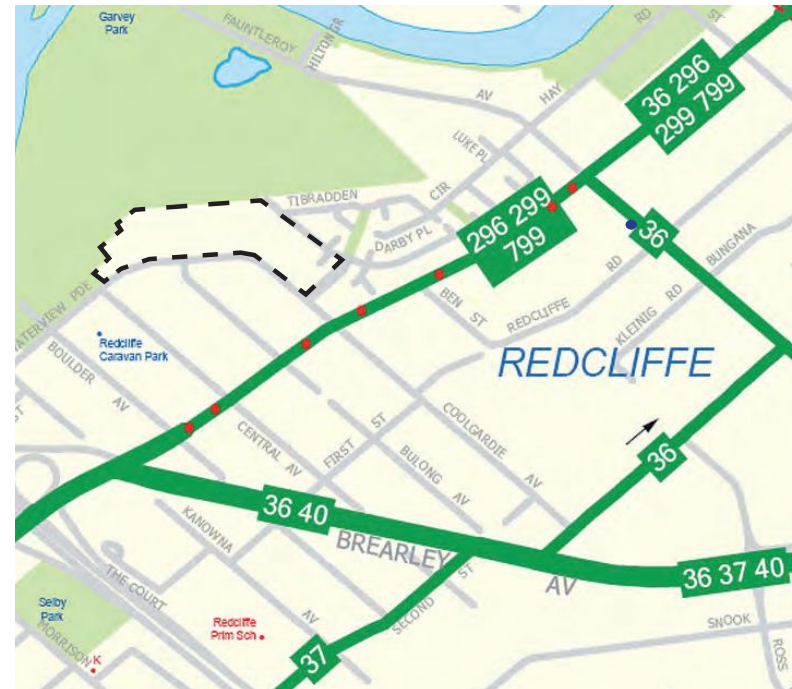 Garvey
Park
FAUNTLEROY
HILTON GR
AV
HAY
RD
ST
36 296
299 799
LUKE PL
TIBRADDEN
CIR
DARBY PL
296 299
799
36
BUNGANA
RD
KLEINIG RD
BEN ST
REDCLIFFE
ATERVIEW PDE
Redcliffe
Caravan Park
REDCLIFFE
BOULDER AV
ST
CENTRAL AV
FIRST ST
COOLGARDIE AV
BULONG AV
36
36 40
KANOWNA AV
BREARLEY AV
36 37 40
THE COURT
Selby
Park
MORRISON
K
Redcliffe
Prim Sch
SECOND ST
37
SNOOK
ROSS